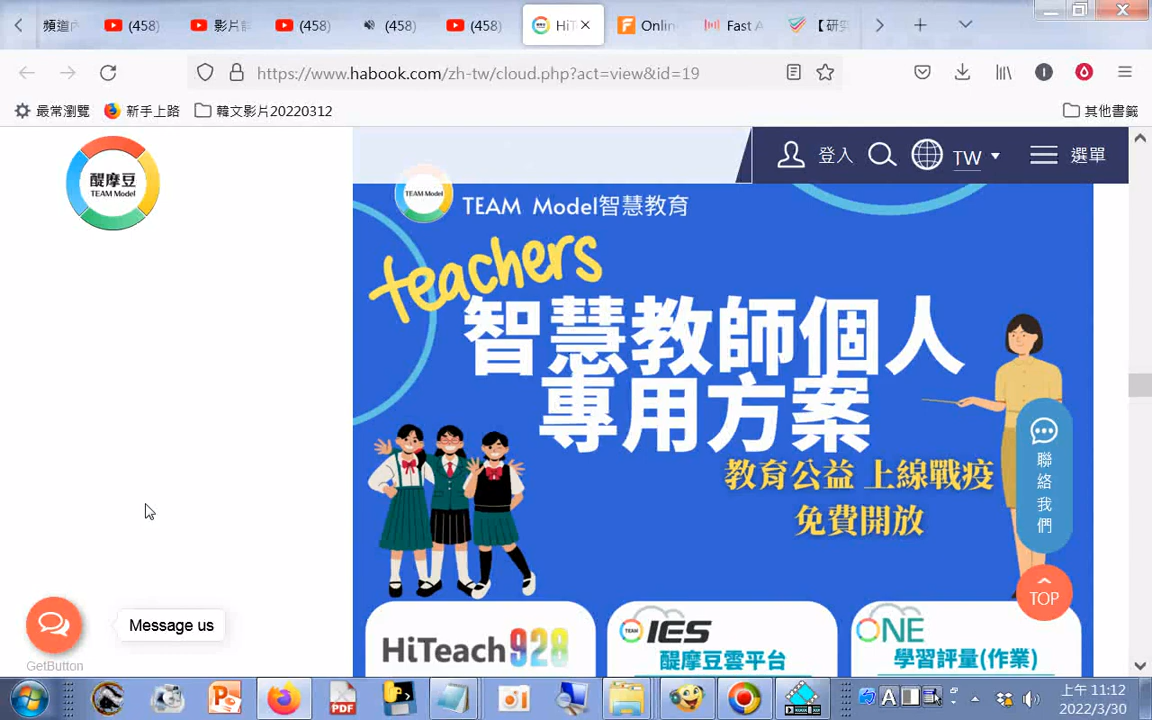 頻道
(458)
影片
(458)
(458)
(458)
HiT
Onlin
Fast A
【研
https://www.habook.com/zh-tw/cloud.php?act=view&id=19
最常瀏覽
新手上路
韓文影片20220312
其他書籤
醍摩豆
TEAM Model
登入
TW
選單
TEAM Model
TEAM Model智慧教育
teachers
智慧教師個人
專用方案
教育公益 上線戰疫
免費開放
聯絡我們
TOP
Message us
GetButton
HiTeach928
TEAM
IES
醍摩豆雲平台
ONE
學習評量(作業)
PDF
A
上午 11:12
2022/3/30